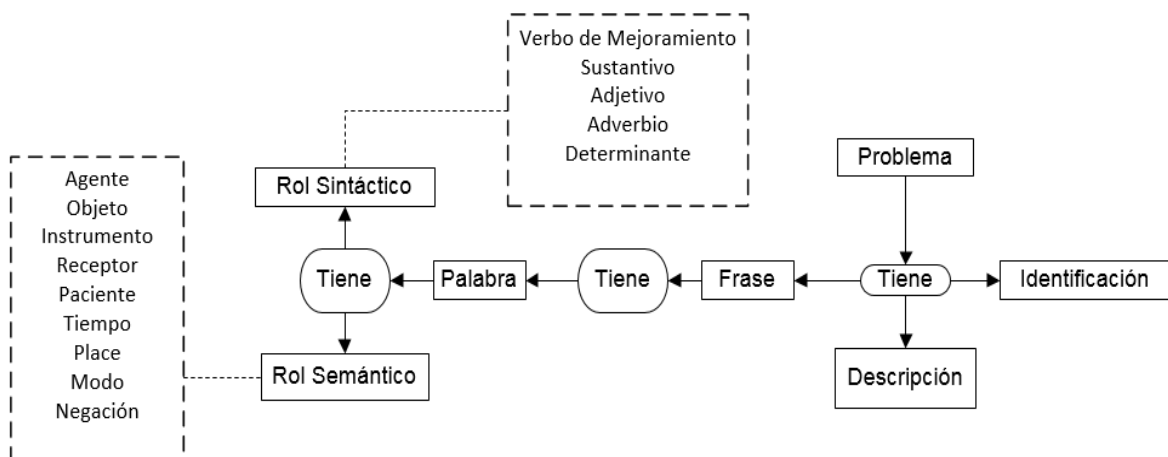 Verbo de Mejoramiento
Sustantivo
Adjetivo
Adverbio
Determinante
Problema
Agente
Objeto
Instrumento
Receptor
Paciente
Tiempo
Place
Modo
Negación
Rol Sintáctico
Tiene
Palabra
Tiene
Frase
Tiene
Identificación
Rol Semántico
Descripción